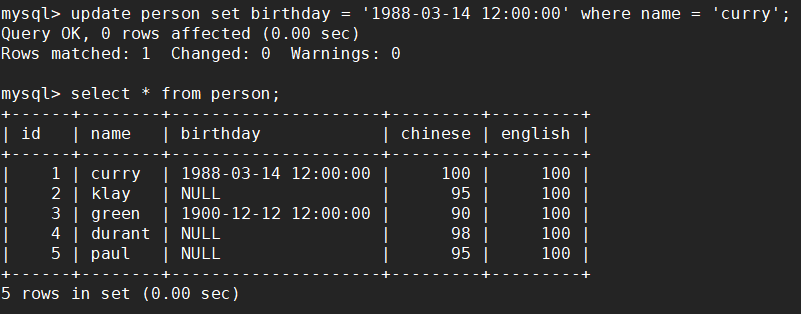 mysql> update person set birthday = '1988-03-14 12:00:00' where name = 'curry';
Query OK, 0 rows affected (0.00 sec)
Rows matched: 1  Changed: 0  Warnings: 0

mysql> select * from person;
+------+--------+---------------------+---------+---------+
| id   | name   | birthday            | chinese | english |
+------+--------+---------------------+---------+---------+
|    1 | curry  | 1988-03-14 12:00:00 |     100 |     100 |
|    2 | klay   | NULL                |      95 |     100 |
|    3 | green  | 1900-12-12 12:00:00 |      90 |     100 |
|    4 | durant | NULL                |      98 |     100 |
|    5 | paul   | NULL                |      95 |     100 |
+------+--------+---------------------+---------+---------+
5 rows in set (0.00 sec)